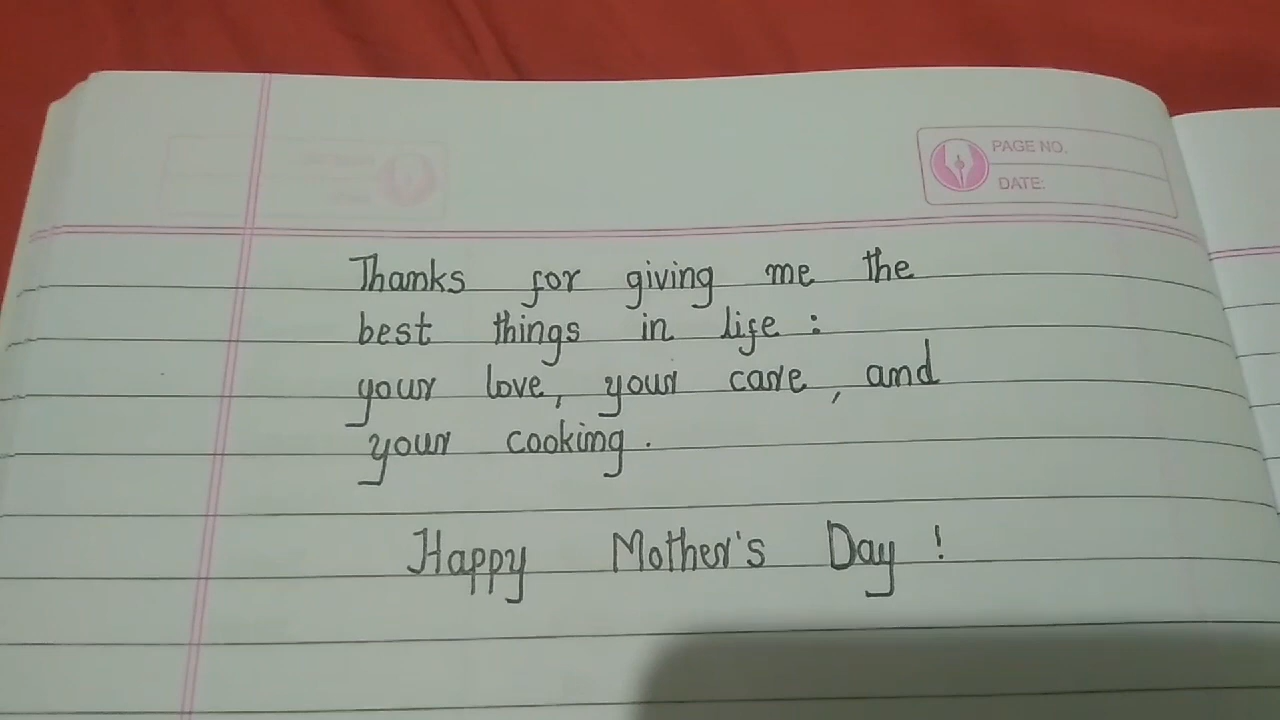 PAGE NO.
DATE:
Thanks for giving me the
best things in life :
your love, your care, and
your cooking.
Happy Mother's Day !